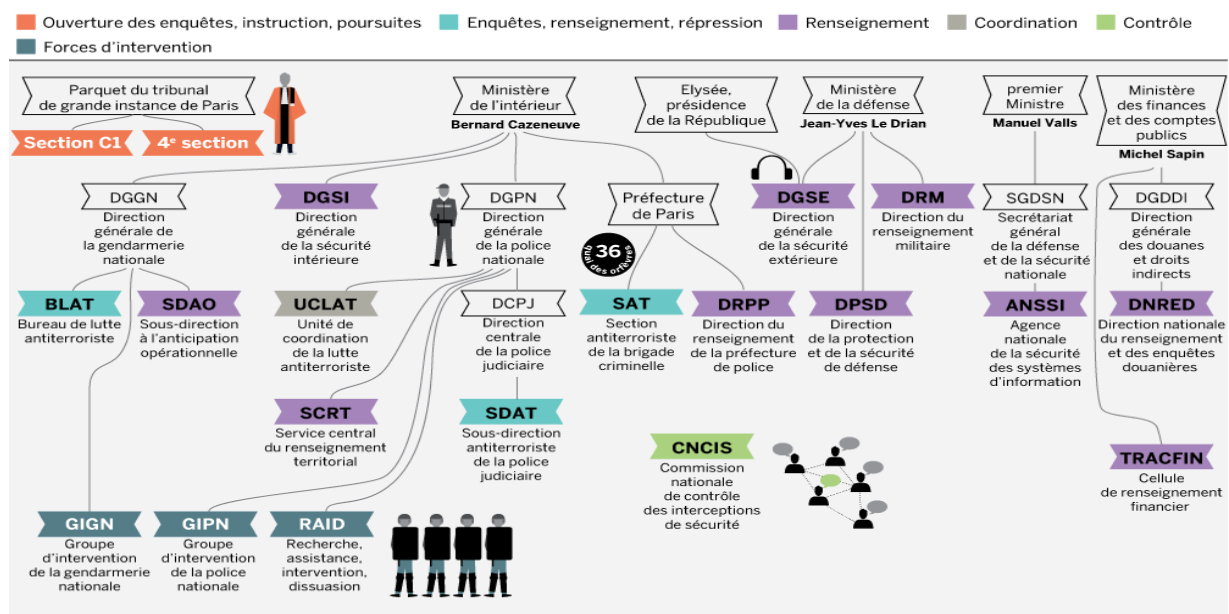 Ouverture des enquêtes, instruction, poursuites
Enquêtes, renseignement, répression
Renseignement
Coordination
Contrôle
Forces d'intervention
Parquet du tribunal
de grande instance de Paris
Section C1
4e section
Ministère
de l'intérieur
Bernard Cazeneuve
Elysée,
présidence
de la République
Ministère
de la défense
Jean-Yves Le Drian
premier
Ministre
Manuel Valls
Ministère
des finances
et des comptes
publics
Michel Sapin
DGGN
Direction
générale de
la gendarmerie
nationale
DGSI
Direction
générale
de la sécurité
intérieure
DGPN
Direction
générale
de la police
nationale
Préfecture
de Paris
36
quai des orfèvres
DGSE
Direction
générale
de la sécurité
extérieure
DRM
Direction du
renseignement
militaire
SGDSN
Secrétariat
général
de la défense
et de la sécurité
nationale
DGDDI
Direction
générale
des douanes
et droits
indirects
BLAT
Bureau de lutte
antiterroriste
SDAO
Sous-direction
à l'anticipation
opérationnelle
UCLAT
Unité de
coordination
de la lutte
antiterroriste
DCPJ
Direction
centrale
de la police
judiciaire
SAT
Section
antiterroriste
de la brigade
criminelle
DRPP
Direction du
renseignement
de la préfecture
de police
DPSD
Direction
de la protection
et de la sécurité
de défense
ANSSI
Agence
nationale
de la sécurité
des systèmes
d'information
DNRED
Direction nationale
du renseignement
et des enquêtes
douanières
SCRT
Service central
du renseignement
territorial
SDAT
Sous-direction
antiterroriste
de la police
judiciaire
CNCIS
Commission
nationale
de contrôle
des interceptions
de sécurité
TRACFIN
Cellule
de renseignement
financier
GIGN
Groupe
d'intervention
de la gendarmerie
nationale
GIPN
Groupe
d'intervention
de la police
nationale
RAID
Recherche,
assistance,
intervention,
dissuasion